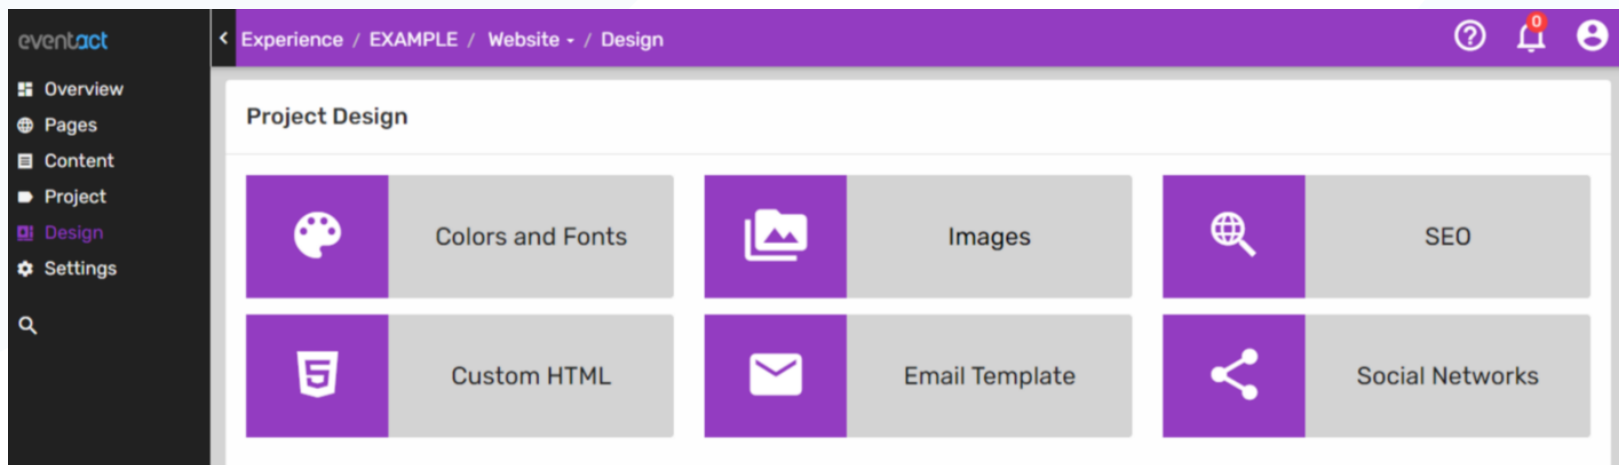 eventact
Experience / EXAMPLE / Website / Design
0
Overview
Pages
Content
Project
Design
Settings
Project Design
Colors and Fonts
Images
SEO
Custom HTML
Email Template
Social Networks